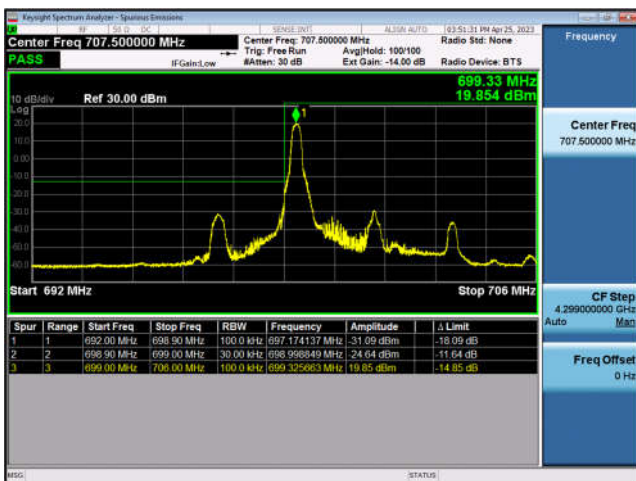 Keysight Spectrum Analyzer - Spurious Emissions
RF 50 Ω DC SENSE:INT ALIGN AUTO 03:51:31 PM Apr 25, 2023
Center Freq 707.500000 MHz
Center Freq: 707.500000 MHz
Radio Std: None
Trig: Free Run
Avg|Hold: 100/100
PASS
IFGain:Low
#Atten: 30 dB
Ext Gain: -14.00 dB
Radio Device: BTS
699.33 MHz
19.854 dBm
10 dB/div
Ref 30.00 dBm
Log
1
20.0
10.0
0.00
-10.0
-20.0
-30.0
-40.0
-50.0
-60.0
Start 692 MHz
Stop 706 MHz
Spur Range Start Freq Stop Freq RBW Frequency Amplitude Δ Limit
1 1 692.00 MHz 698.90 MHz 100.0 kHz 697.174137 MHz -31.09 dBm -18.09 dB
2 2 698.90 MHz 699.00 MHz 30.00 kHz 698.998849 MHz -24.64 dBm -11.64 dB
3 3 699.00 MHz 706.00 MHz 100.0 kHz 699.325663 MHz 19.85 dBm -14.85 dB
MSG
STATUS
Frequency
Center Freq
707.500000 MHz
CF Step
4.299000000 GHz
Auto Man
Freq Offset
0 Hz